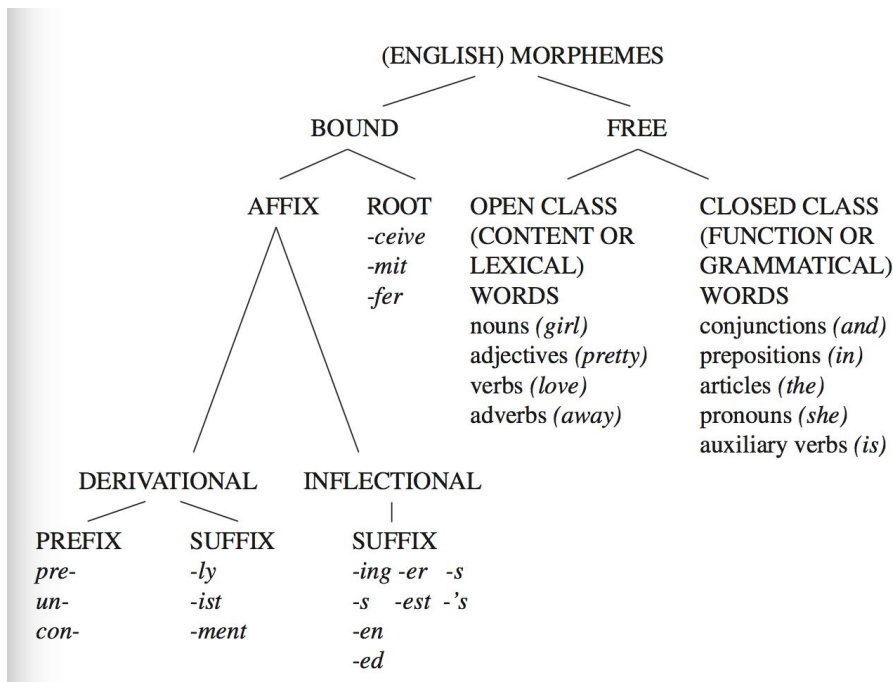 (ENGLISH) MORPHEMES
BOUND
FREE
AFFIX
ROOT
-ceive
-mit
-fer
OPEN CLASS
(CONTENT OR
LEXICAL)
WORDS
nouns (girl)
adjectives (pretty)
verbs (love)
adverbs (away)
CLOSED CLASS
(FUNCTION OR
GRAMMATICAL)
WORDS
conjunctions (and)
prepositions (in)
articles (the)
pronouns (she)
auxiliary verbs (is)
DERIVATIONAL
INFLECTIONAL
PREFIX
pre-
un-
con-
SUFFIX
-ly
-ist
-ment
SUFFIX
-ing -er -s
-s -est -'s
-en
-ed